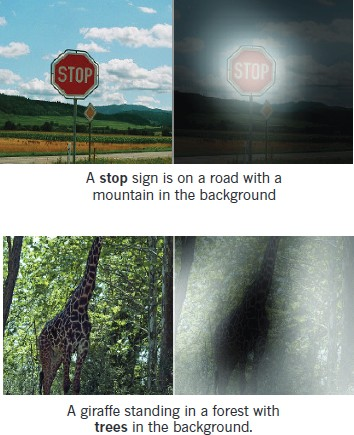 STOP
STOP
A stop sign is on a road with a
mountain in the background
A giraffe standing in a forest with
trees in the background.